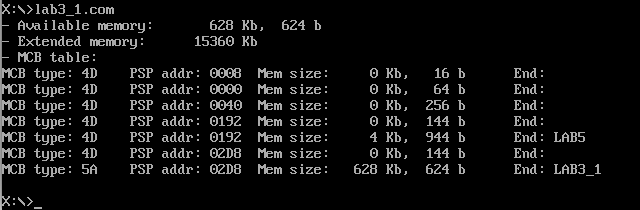 X:\>lab3_1.com
- Available memory:       628 Kb,  624 b
- Extended memory:      15360 Kb
- MCB table:
MCB type: 4D    PSP addr: 0008  Mem size:     0 Kb,   16 b      End:
MCB type: 4D    PSP addr: 0000  Mem size:     0 Kb,   64 b      End:
MCB type: 4D    PSP addr: 0040  Mem size:     0 Kb,  256 b      End:
MCB type: 4D    PSP addr: 0192  Mem size:     0 Kb,  144 b      End:
MCB type: 4D    PSP addr: 0192  Mem size:     4 Kb,  944 b      End: LAB5
MCB type: 4D    PSP addr: 02D8  Mem size:     0 Kb,  144 b      End:
MCB type: 5A    PSP addr: 02D8  Mem size:   628 Kb,  624 b      End: LAB3_1
X:\>_